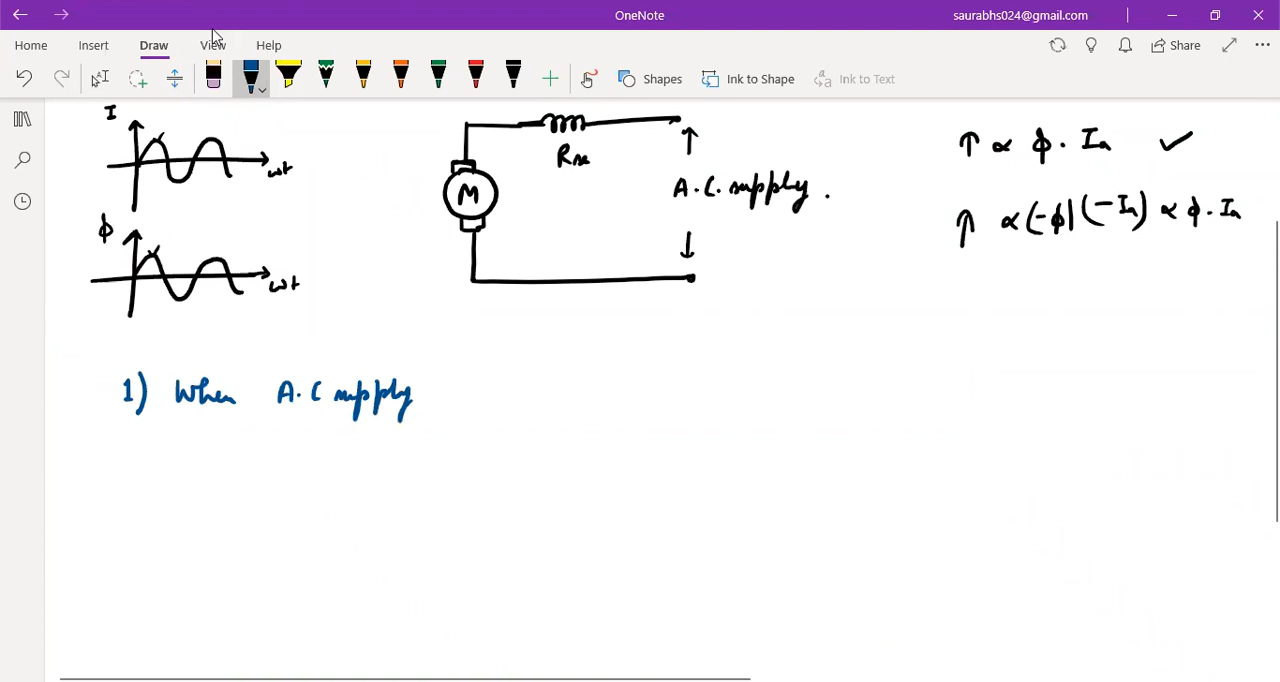 OneNote
saurabhs024@gmail.com
Home Insert Draw View Help
Share
Shapes
Ink to Shape
Ink to Text
I
ωt
ϕ
ωt
M
Rse
A.C. supply.
↑ ∝ ϕ. Ia ✓
↑ ∝ (-ϕ) (-Ia) ∝ ϕ. Ia
1) When A.C supply